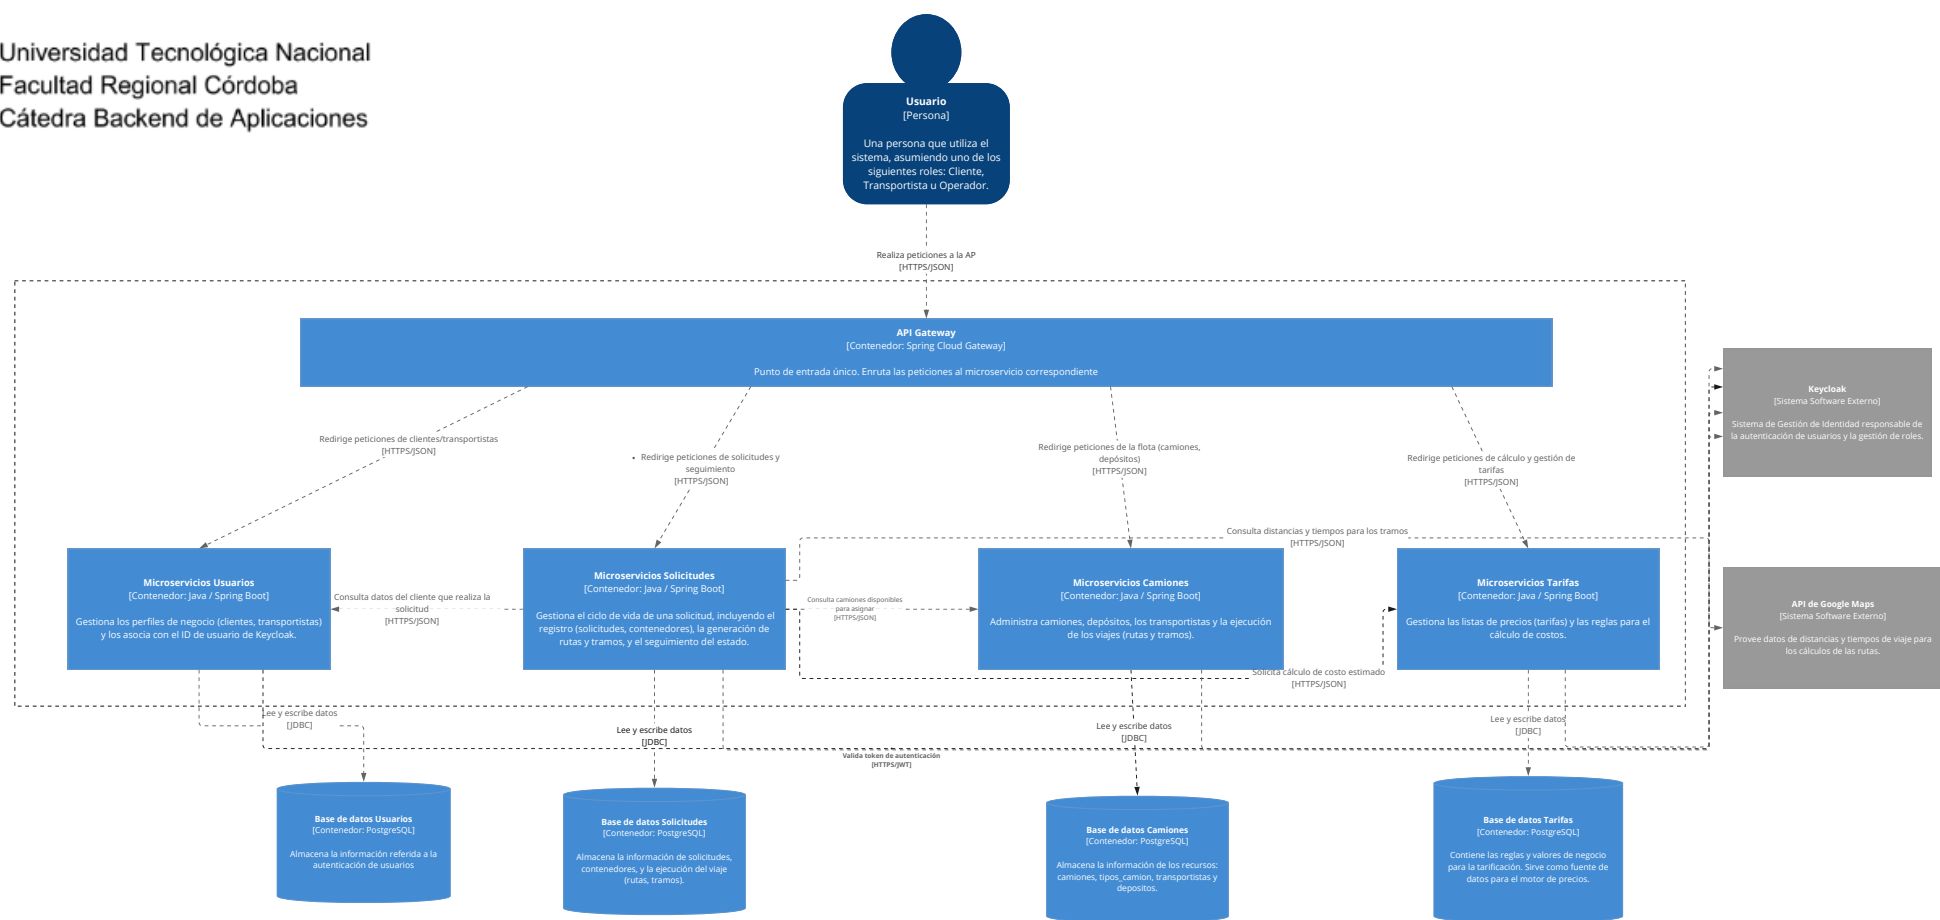 Universidad Tecnológica Nacional
Facultad Regional Córdoba
Cátedra Backend de Aplicaciones
Usuario
[Persona]
Una persona que utiliza el
sistema, asumiendo uno de los
siguientes roles: Cliente,
Transportista u Operador.
Realiza peticiones a la AP
[HTTPS/JSON]
API Gateway
[Contenedor: Spring Cloud Gateway]
Punto de entrada único. Enruta las peticiones al microservicio correspondiente
Redirige peticiones de clientes/transportistas
[HTTPS/JSON]
• Redirige peticiones de solicitudes y
seguimiento
[HTTPS/JSON]
Redirige peticiones de la flota (camiones,
depósitos)
[HTTPS/JSON]
Redirige peticiones de cálculo y gestión de
tarifas
[HTTPS/JSON]
Keycloak
[Sistema Software Externo]
Sistema de Gestión de Identidad responsable de
la autenticación de usuarios y la gestión de roles.
Consulta distancias y tiempos para los tramos
[HTTPS/JSON]
Microservicios Usuarios
[Contenedor: Java / Spring Boot]
Gestiona los perfiles de negocio (clientes, transportistas)
y los asocia con el ID de usuario de Keycloak.
Consulta datos del cliente que realiza la
solicitud
[HTTPS/JSON]
Microservicios Solicitudes
[Contenedor: Java / Spring Boot]
Gestiona el ciclo de vida de una solicitud, incluyendo el
registro (solicitudes, contenedores), la generación de
rutas y tramos, y el seguimiento del estado.
Consulta camiones disponibles
para asignar
[HTTPS/JSON]
Microservicios Camiones
[Contenedor: Java / Spring Boot]
Administra camiones, depósitos, los transportistas y la ejecución
de los viajes (rutas y tramos).
Microservicios Tarifas
[Contenedor: Java / Spring Boot]
Gestiona las listas de precios (tarifas) y las reglas para el
cálculo de costos.
API de Google Maps
[Sistema Software Externo]
Provee datos de distancias y tiempos de viaje para
los cálculos de las rutas.
Solicita cálculo de costo estimado
[HTTPS/JSON]
Lee y escribe datos
[JDBC]
Lee y escribe datos
[JDBC]
Lee y escribe datos
[JDBC]
Lee y escribe datos
[JDBC]
Valida token de autenticación
[HTTPS/JWT]
Base de datos Usuarios
[Contenedor: PostgreSQL]
Almacena la información referida a la
autenticación de usuarios
Base de datos Solicitudes
[Contenedor: PostgreSQL]
Almacena la información de solicitudes,
contenedores, y la ejecución del viaje
(rutas, tramos).
Base de datos Camiones
[Contenedor: PostgreSQL]
Almacena la información de los recursos:
camiones, tipos_camion, transportistas y
depositos.
Base de datos Tarifas
[Contenedor: PostgreSQL]
Contiene las reglas y valores de negocio
para la tarificación. Sirve como fuente de
datos para el motor de precios.